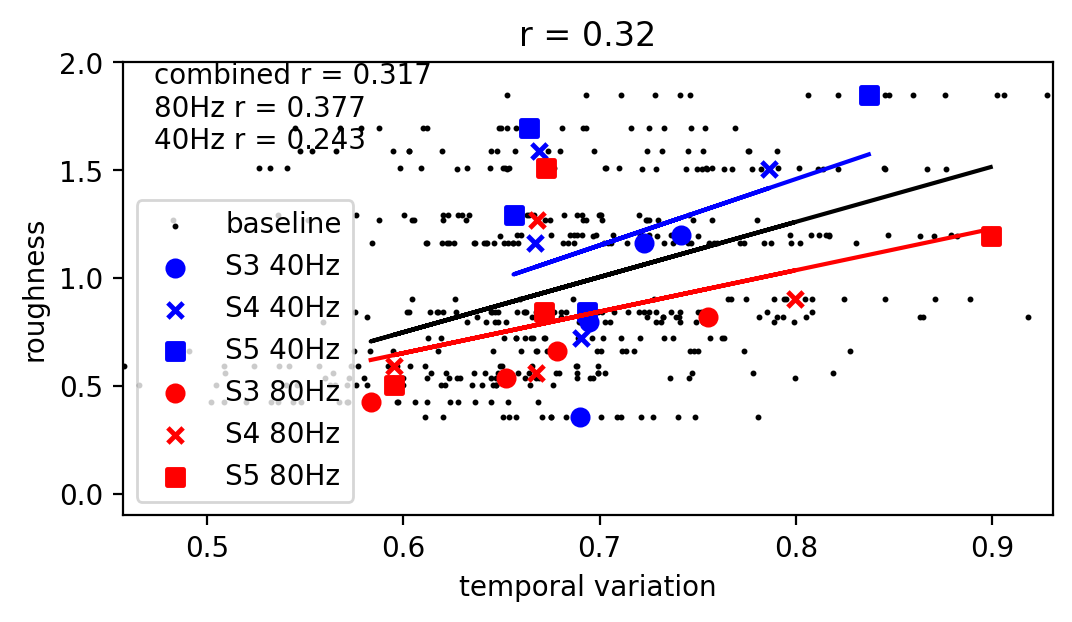 r = 0.32
combined r = 0.317
80Hz r = 0.377
40Hz r = 0.243
2.0
1.5
1.0
0.5
0.0
roughness
baseline
S3 40Hz
S4 40Hz
S5 40Hz
S3 80Hz
S4 80Hz
S5 80Hz
0.5 0.6 0.7 0.8 0.9
temporal variation